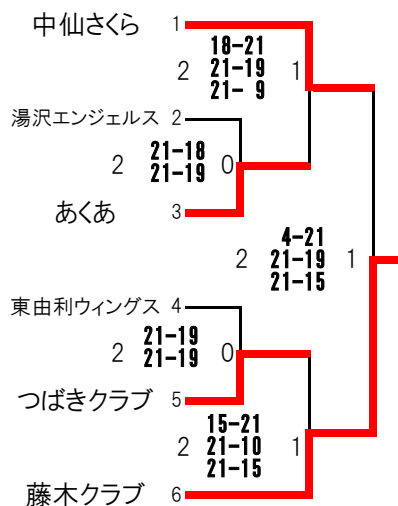 中仙さくら 1
18-21
2 21-19 1
21- 9
湯沢エンジェルス 2
21-18
2 21-19 0
あくあ 3
4-21
2 21-19 1
21-15
東由利ウィングス 4
21-19
2 21-19 0
つばきクラブ 5
15-21
2 21-10 1
21-15
藤木クラブ 6